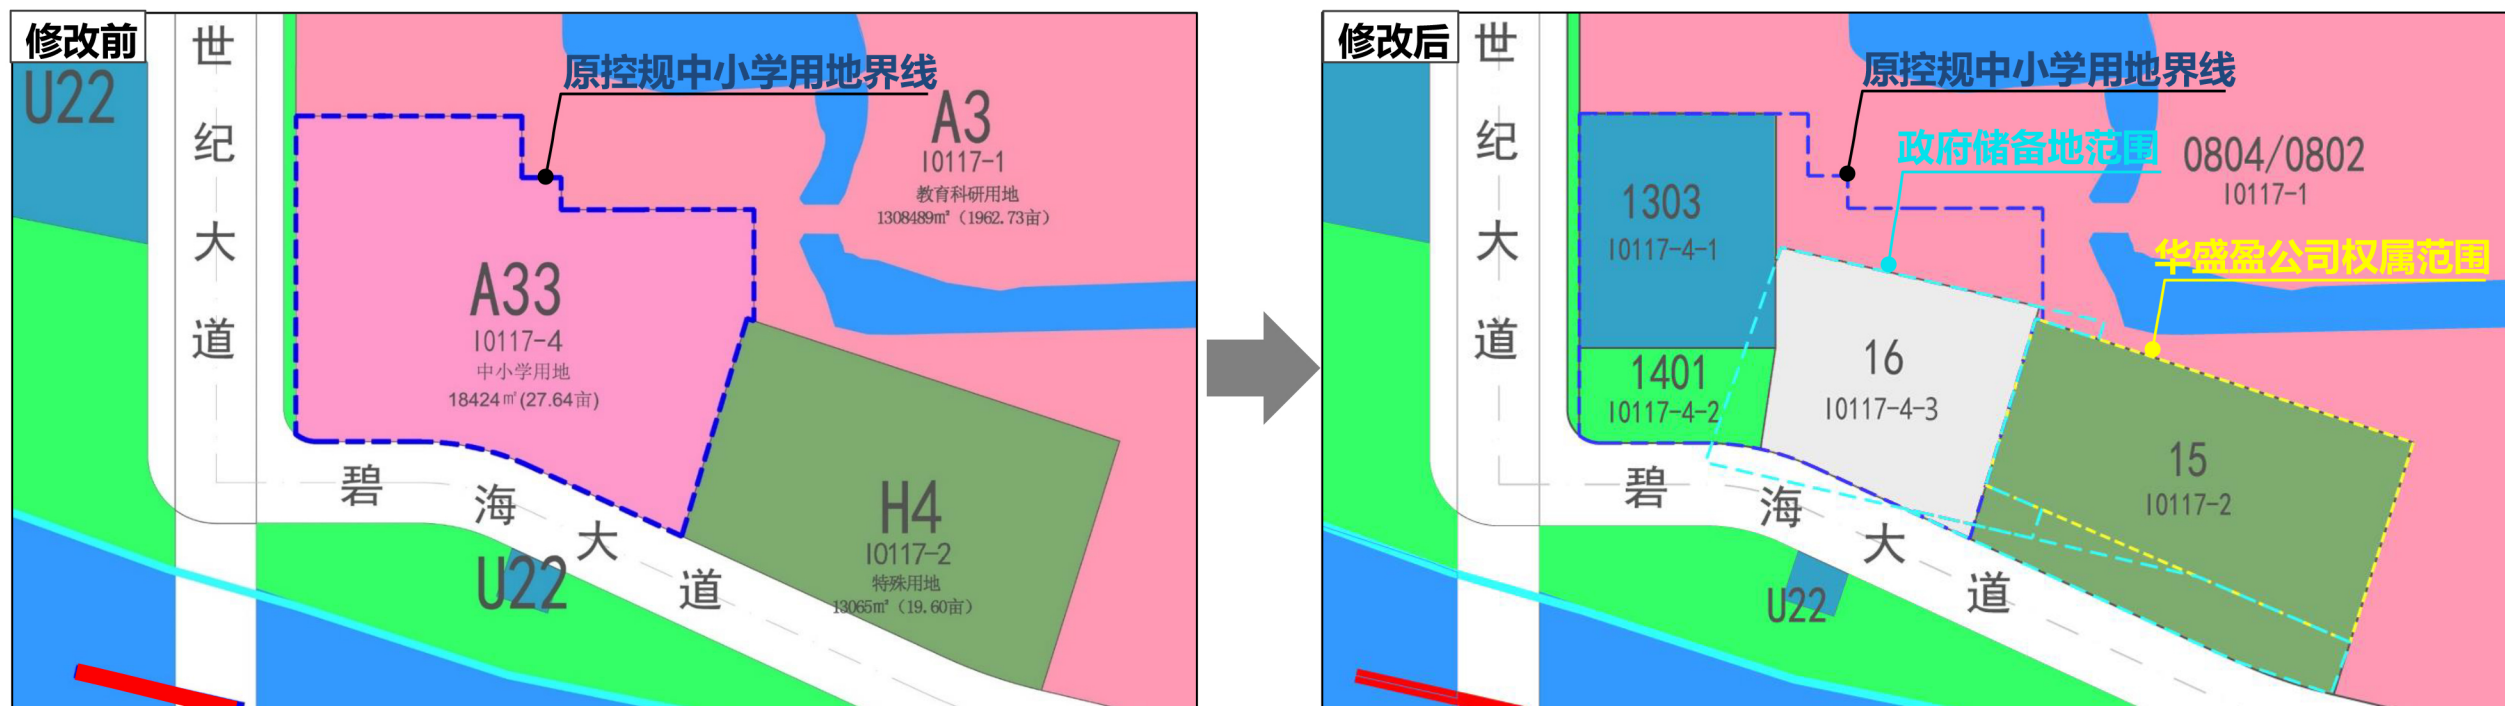 修改前
U22
世纪大道
原控规中小学用地界线
A3
I0117-1
教育科研用地
1308489㎡（1962.73亩）
A33
I0117-4
中小学用地
18424㎡(27.64亩)
H4
I0117-2
特殊用地
13065㎡（19.60亩）
碧海大道
U22
修改后
世纪大道
原控规中小学用地界线
政府储备地范围
0804/0802
I0117-1
华盛盈公司权属范围
1303
I0117-4-1
1401
I0117-4-2
16
I0117-4-3
15
I0117-2
碧海大道
U22